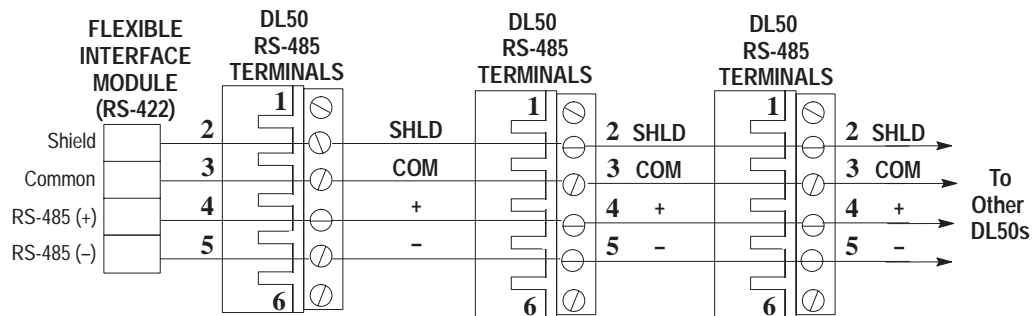 FLEXIBLE
INTERFACE
MODULE
(RS-422)
DL50
RS-485
TERMINALS
DL50
RS-485
TERMINALS
DL50
RS-485
TERMINALS
1
1
1
Shield
2
SHLD
2 SHLD
2 SHLD
Common
3
COM
3 COM
3 COM
RS-485 (+)
4
+
4 +
4 +
RS-485 (–)
5
–
5 –
5 –
6
6
6
To
Other
DL50s